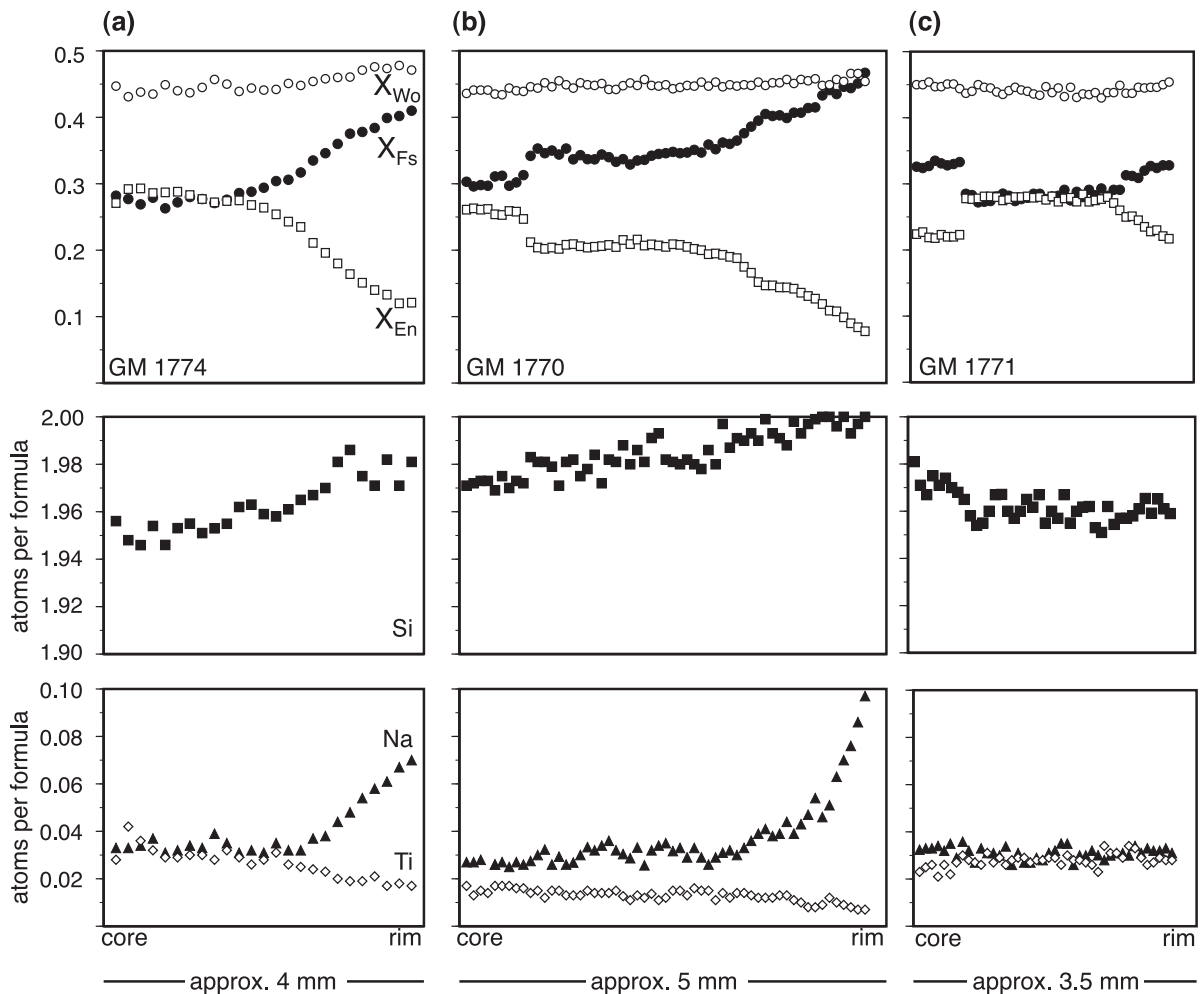 (a)
(b)
(c)
0.5
0.4
0.3
0.2
0.1
XWo
XFs
XEn
GM 1774
GM 1770
GM 1771
2.00
1.98
1.96
1.94
1.92
1.90
atoms per formula
Si
0.10
0.08
0.06
0.04
0.02
atoms per formula
Na
Ti
core
rim
core
rim
core
rim
approx. 4 mm
approx. 5 mm
approx. 3.5 mm